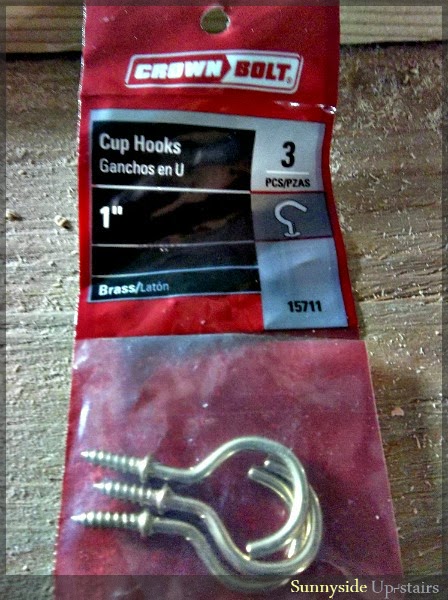 CROWN BOLT
Cup Hooks
Ganchos en U
3
PCS/PZAS
1"
Brass/Latón
15711
Sunnyside Up-stairs